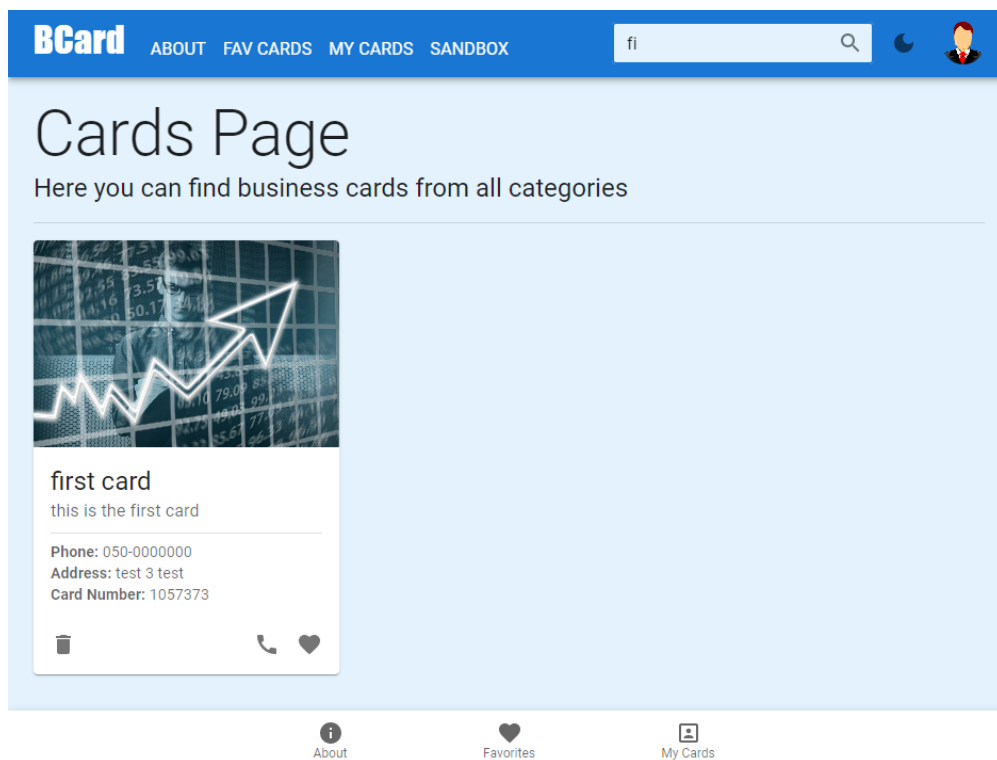 BCard ABOUT FAV CARDS MY CARDS SANDBOX fi
Cards Page
Here you can find business cards from all categories
first card
this is the first card
Phone: 050-0000000
Address: test 3 test
Card Number: 1057373
About Favorites My Cards